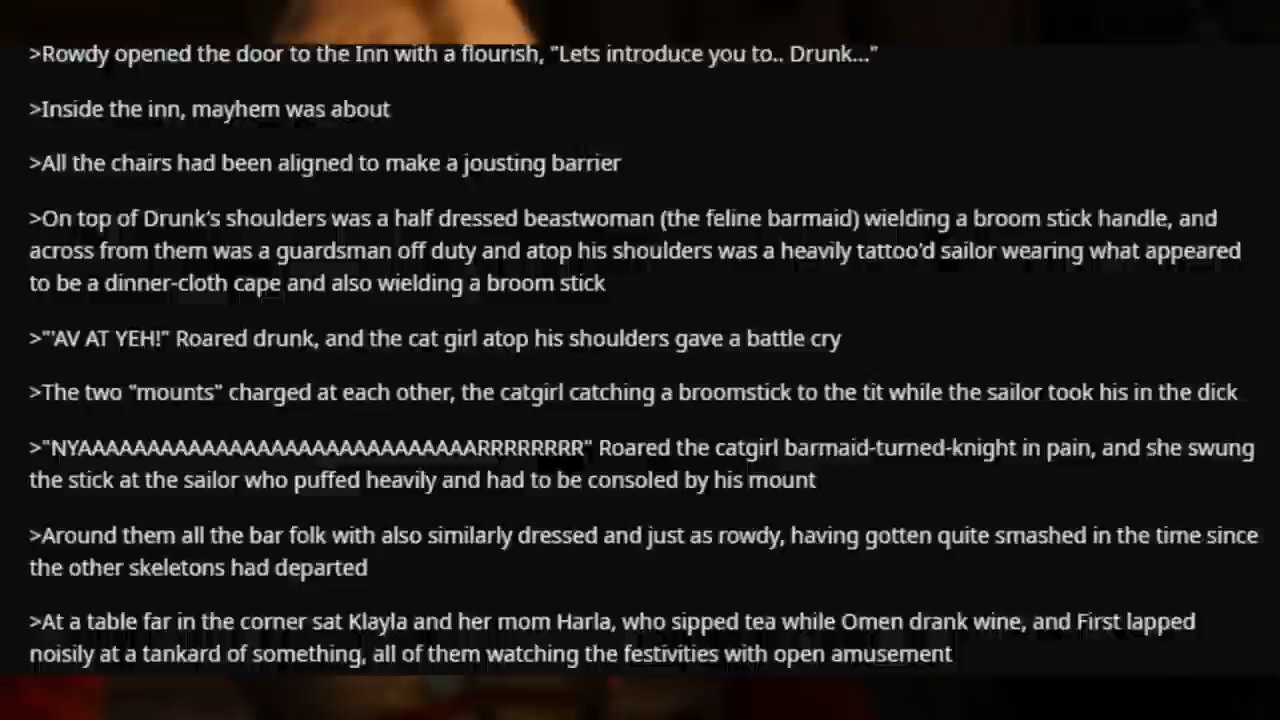 >Rowdy opened the door to the Inn with a flourish, "Lets introduce you to.. Drunk..."
>Inside the inn, mayhem was about
>All the chairs had been aligned to make a jousting barrier
>On top of Drunk's shoulders was a half dressed beastwoman (the feline barmaid) wielding a broom stick handle, and
across from them was a guardsman off duty and atop his shoulders was a heavily tattoo'd sailor wearing what appeared
to be a dinner-cloth cape and also wielding a broom stick
>"'AV AT YEH!" Roared drunk, and the cat girl atop his shoulders gave a battle cry
>The two "mounts" charged at each other, the catgirl catching a broomstick to the tit while the sailor took his in the dick
>"NYAAAAAAAAAAAAAAAAAAAAAAAAAAAAARRRRRRRR" Roared the catgirl barmaid-turned-knight in pain, and she swung
the stick at the sailor who puffed heavily and had to be consoled by his mount
>Around them all the bar folk with also similarly dressed and just as rowdy, having gotten quite smashed in the time since
the other skeletons had departed
>At a table far in the corner sat Klayla and her mom Harla, who sipped tea while Omen drank wine, and First lapped
noisily at a tankard of something, all of them watching the festivities with open amusement